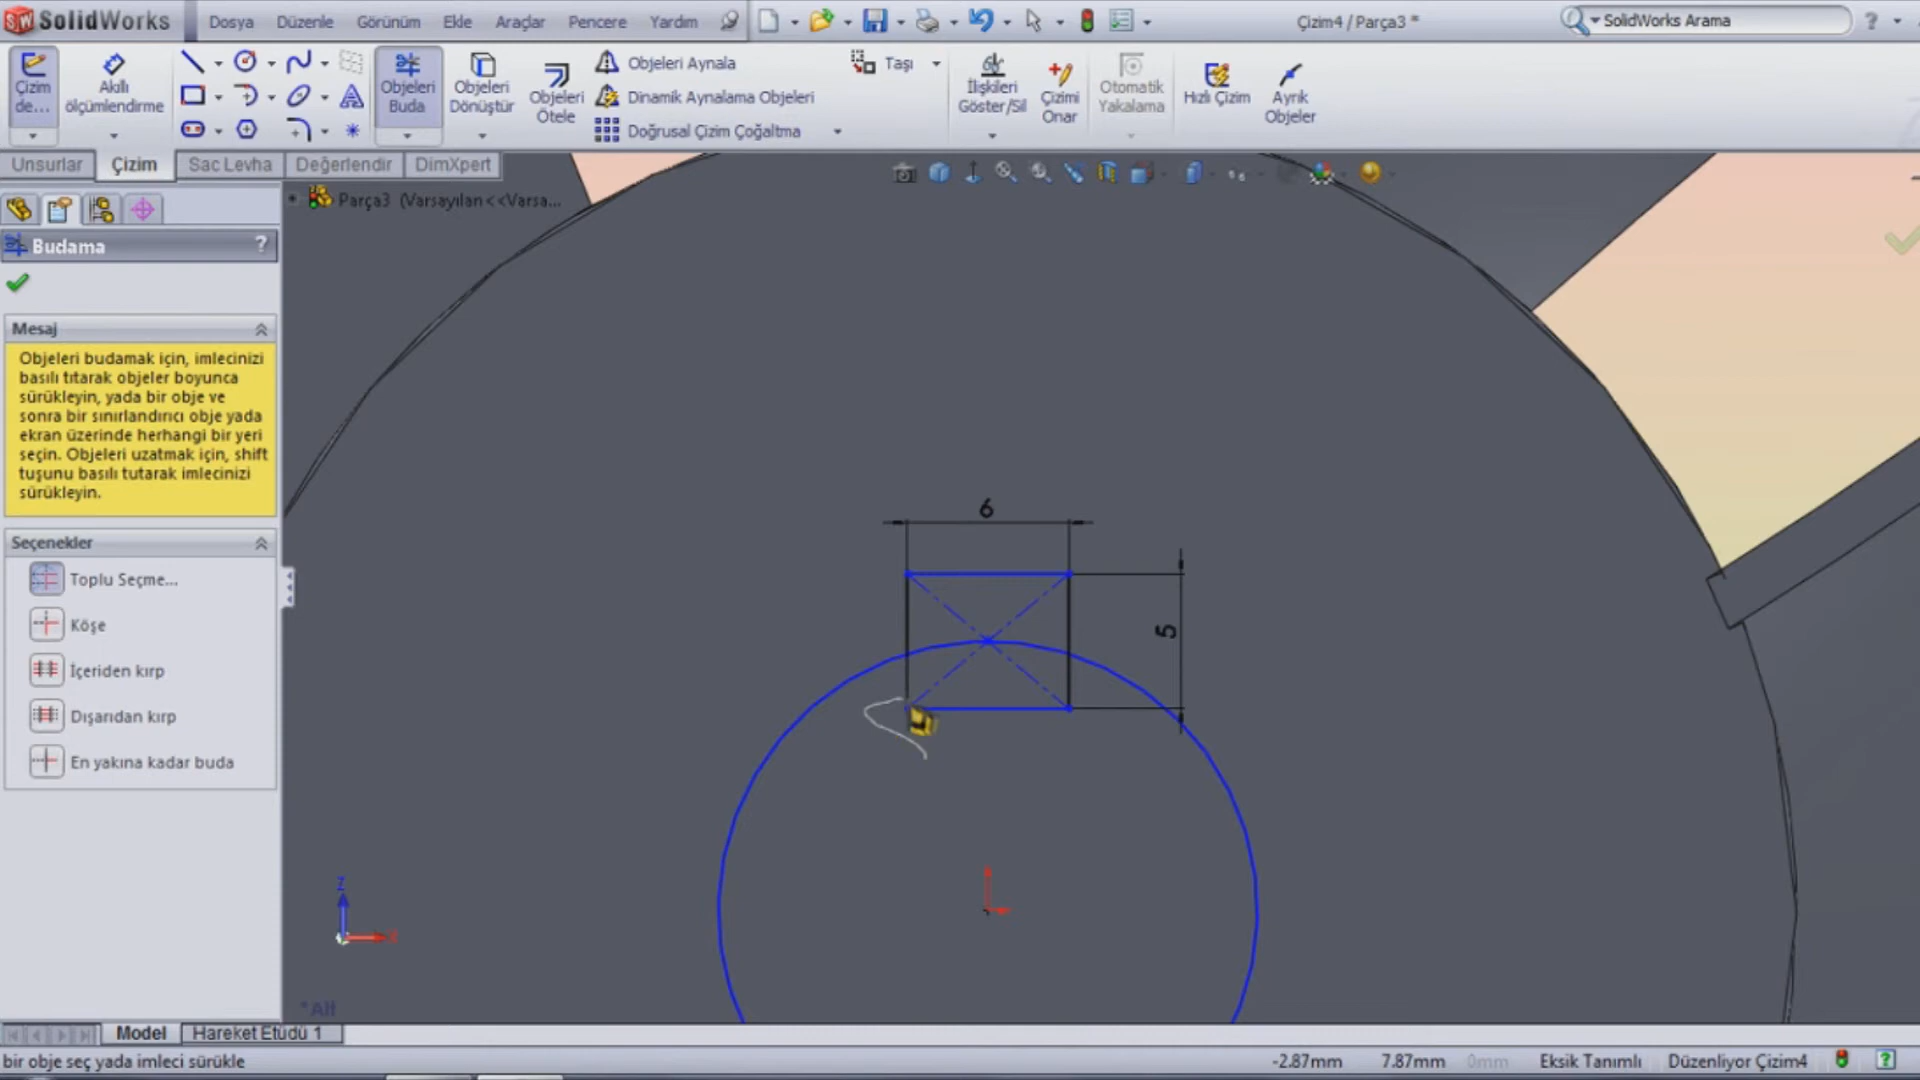 SolidWorks Dosya Düzenle Görünüm Ekle Araçlar Pencere Yardım Çizim4 / Parça3 * SolidWorks Arama ?
Çizim de...
Akıllı ölçümlendirme
Objeleri Buda
Objeleri Dönüştür
Objeleri Ötele
Objeleri Aynala
Dinamik Aynalama Objeleri
Doğrusal Çizim Çoğaltma
Taşı
İlişkileri Göster/Sil
Çizimi Onar
Otomatik Yakalama
Hızlı Çizim
Ayrık Objeler
Unsurlar Çizim Sac Levha Değerlendir DimXpert
Parça3 (Varsayılan<<Varsa...
Budama ?
Mesaj
Objeleri budamak için, imlecinizi
basılı tıtarak objeler boyunca
sürükleyin, yada bir obje ve
sonra bir sınırlandırıcı obje yada
ekran üzerinde herhangi bir yeri
seçin. Objeleri uzatmak için, shift
tuşunu basılı tutarak imlecinizi
sürükleyin.
Seçenekler
Toplu Seçme...
Köşe
İçeriden kırp
Dışarıdan kırp
En yakına kadar buda
6
5
Z
X
*Alt
Model Hareket Etüdü 1
bir obje seç yada imleci sürükle -2.87mm 7.87mm 0mm Eksik Tanımlı Düzenliyor Çizim4 ?